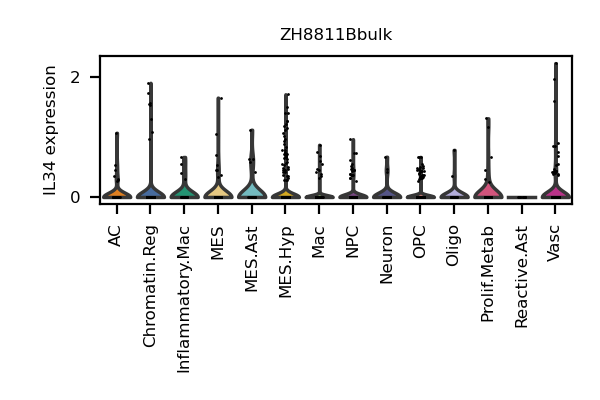 ZH8811Bbulk
IL34 expression
2
0
AC
Chromatin.Reg
Inflammatory.Mac
MES
MES.Ast
MES.Hyp
Mac
NPC
Neuron
OPC
Oligo
Prolif.Metab
Reactive.Ast
Vasc